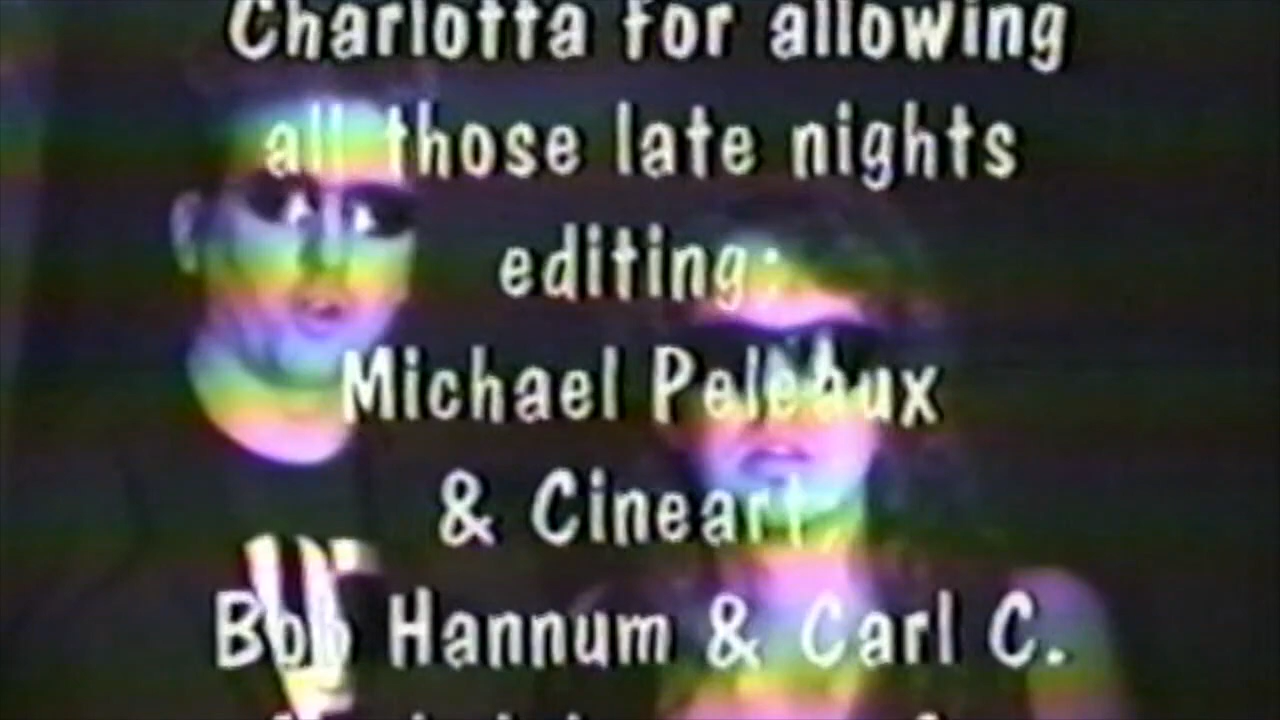 Charlotta for allowing
all those late nights
editing:
Michael Peleaux
& Cineart
Bob Hannum & Carl C.